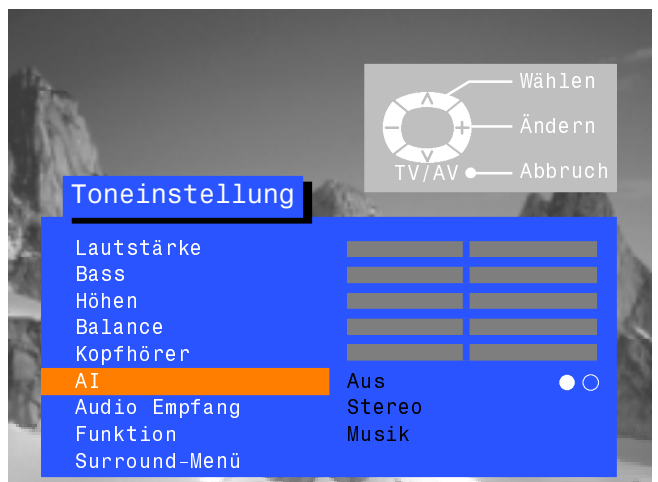 Wählen
Ändern
TV/AV Abbruch
Toneinstellung
Lautstärke
Bass
Höhen
Balance
Kopfhörer
AI Aus
Audio Empfang Stereo
Funktion Musik
Surround-Menü